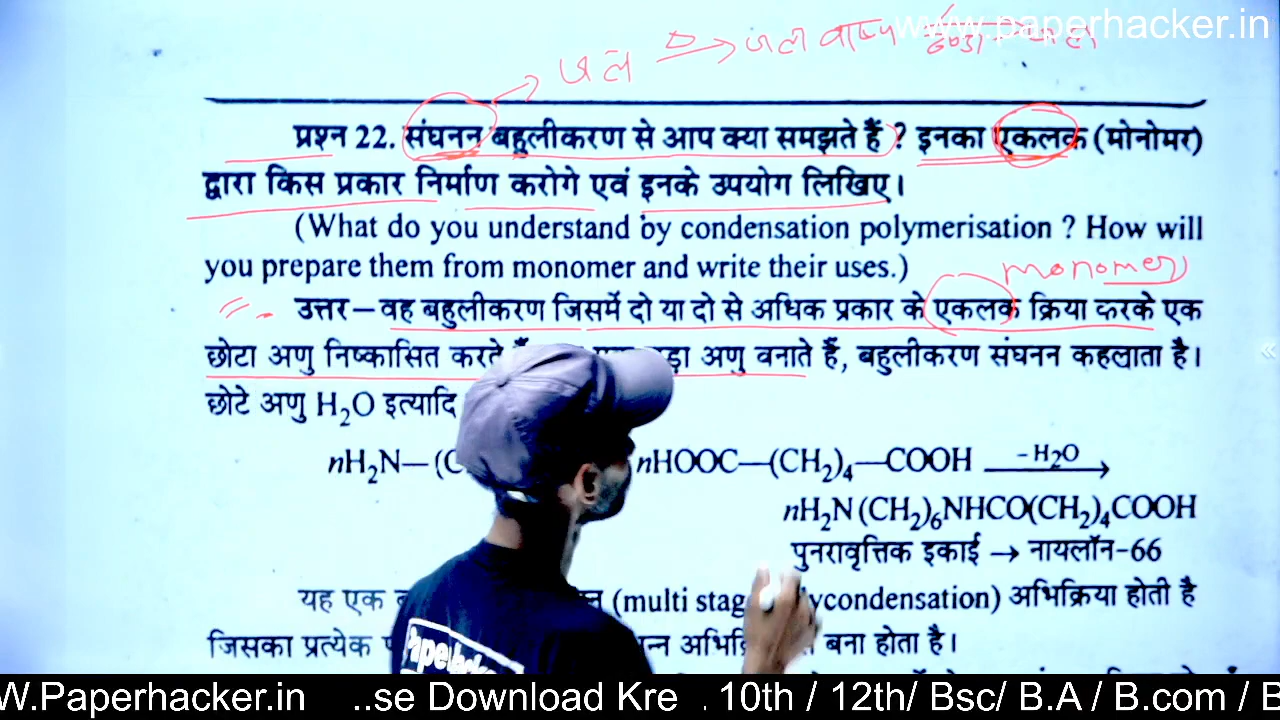 www.paperhacker.in
जल → जल वाष्प ठण्डा
प्रश्न 22. संघनन बहुलीकरण से आप क्या समझते हैं ? इनका एकलक (मोनोमर)
द्वारा किस प्रकार निर्माण करोगे एवं इनके उपयोग लिखिए।
(What do you understand by condensation polymerisation ? How will
you prepare them from monomer and write their uses.)
monomer
उत्तर–वह बहुलीकरण जिसमें दो या दो से अधिक प्रकार के एकलक क्रिया करके एक
छोटा अणु निष्कासित करते अणु बनाते हैं, बहुलीकरण संघनन कहलाता है।
छोटे अणु H₂O इत्यादि
nH₂N–(C nHOOC–(CH₂)₄–COOH –H₂O→
nH₂N(CH₂)₆NHCO(CH₂)₄COOH
पुनरावृत्तिक इकाई → नायलॉन-66
यह एक (multi stag ycondensation) अभिक्रिया होती है
जिसका प्रत्येक बना होता है।
W.Paperhacker.in ..se Download Kre . 10th / 12th/ Bsc/ B.A / B.com / B